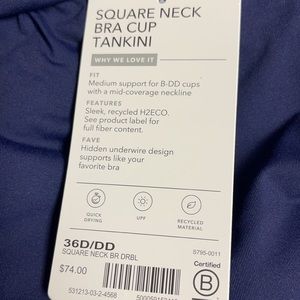 SQUARE NECK
BRA CUP
TANKINI
WHY WE LOVE IT
FIT
Medium support for B-DD cups
with a mid-coverage neckline
FEATURES
Sleek, recycled H2ECO.
See product label for
full fiber content.
FAVE
Hidden underwire design
supports like your
favorite bra
QUICK
DRYING
UPF
RECYCLED
MATERIAL
36D/DD
S795-0011
SQUARE NECK BR DRBL
$74.00
Certified
B
531213-03-2-4568